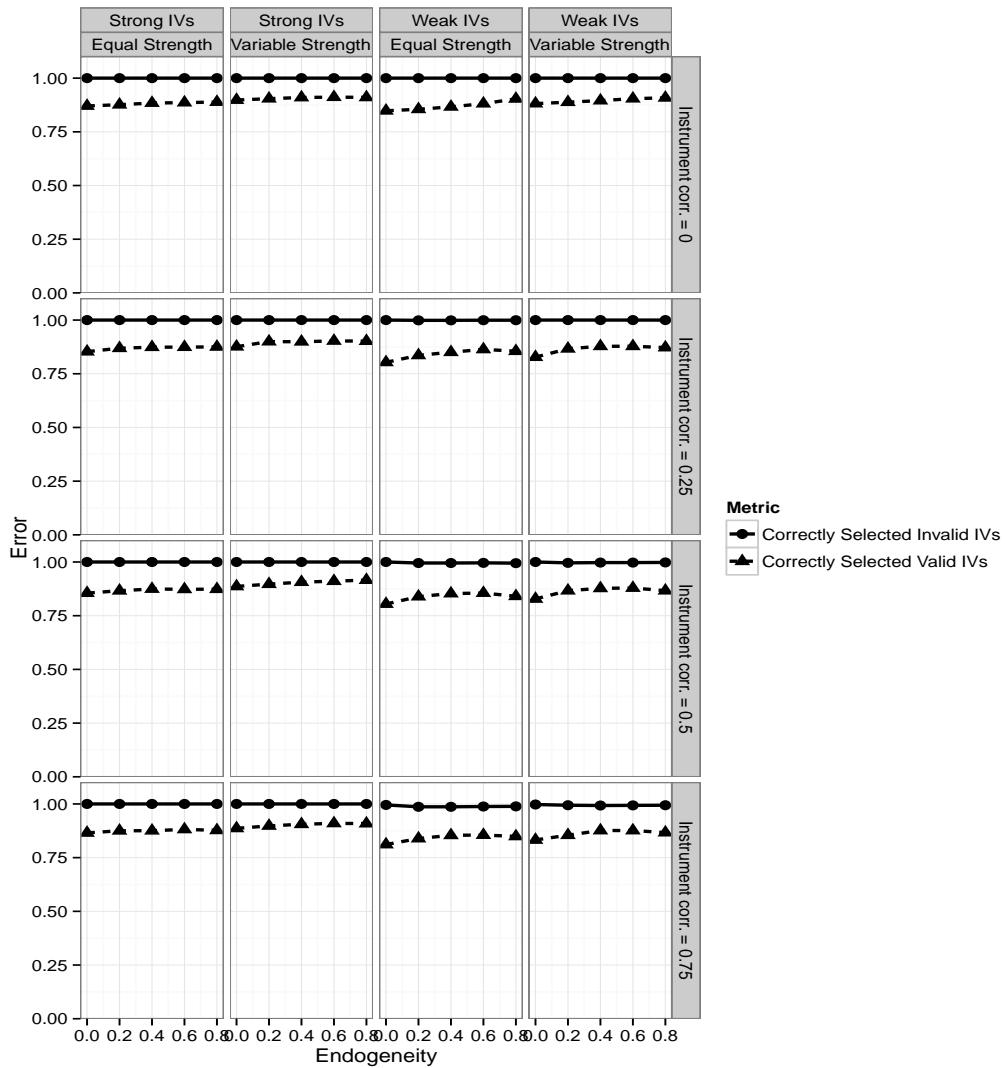 Strong IVs Strong IVs Weak IVs Weak IVs
Equal Strength Variable Strength Equal Strength Variable Strength
1.00
0.75
0.50
0.25
0.00
Instrument corr. = 0
1.00
0.75
0.50
0.25
0.00
Instrument corr. = 0.25
1.00
0.75
0.50
0.25
0.00
Instrument corr. = 0.5
1.00
0.75
0.50
0.25
0.00
Instrument corr. = 0.75
Error
0.0 0.2 0.4 0.6 0.8 0.0 0.2 0.4 0.6 0.8 0.0 0.2 0.4 0.6 0.8 0.0 0.2 0.4 0.6 0.8
Endogeneity
Metric
Correctly Selected Invalid IVs
Correctly Selected Valid IVs